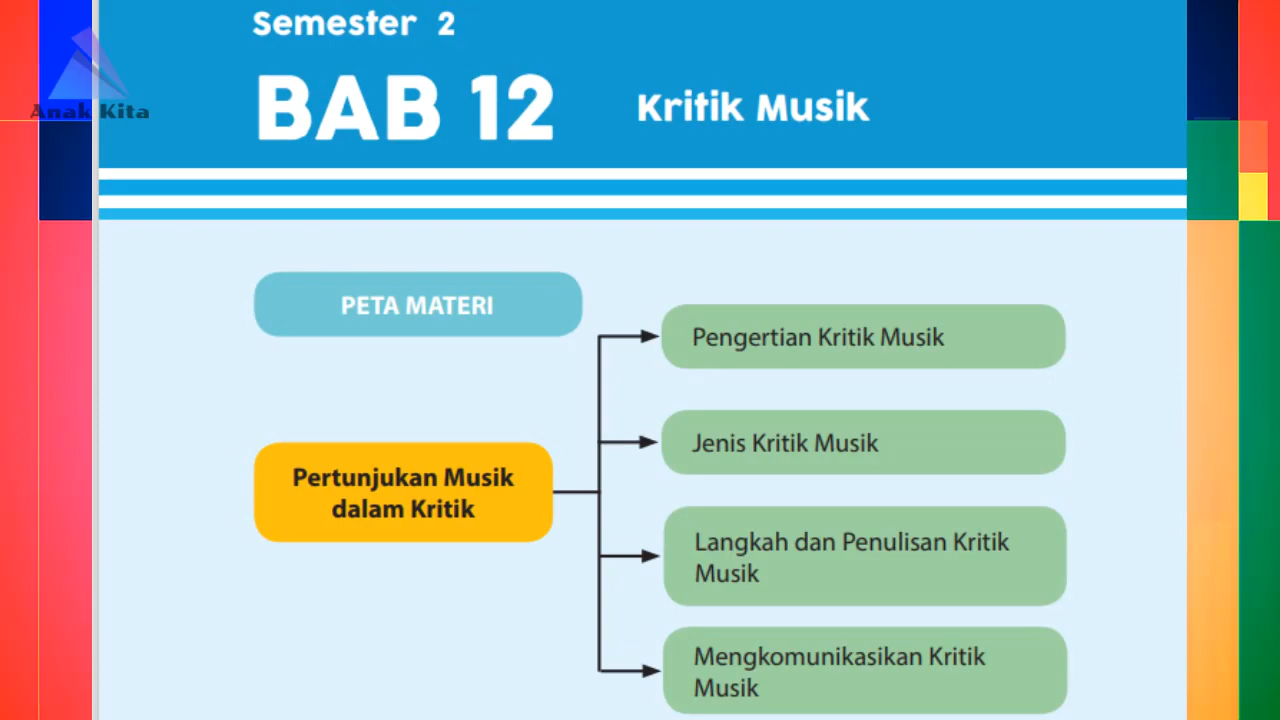 Semester 2
BAB 12
Kritik Musik
Anak Kita
PETA MATERI
Pertunjukan Musik
dalam Kritik
Pengertian Kritik Musik
Jenis Kritik Musik
Langkah dan Penulisan Kritik
Musik
Mengkomunikasikan Kritik
Musik